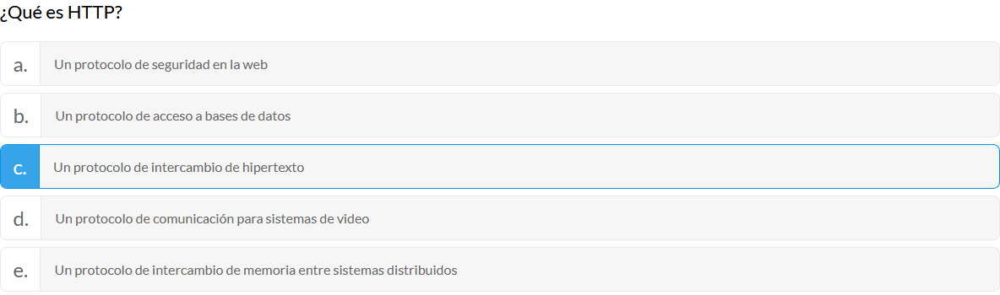 ¿Qué es HTTP?
a. Un protocolo de seguridad en la web
b. Un protocolo de acceso a bases de datos
c. Un protocolo de intercambio de hipertexto
d. Un protocolo de comunicación para sistemas de video
e. Un protocolo de intercambio de memoria entre sistemas distribuidos